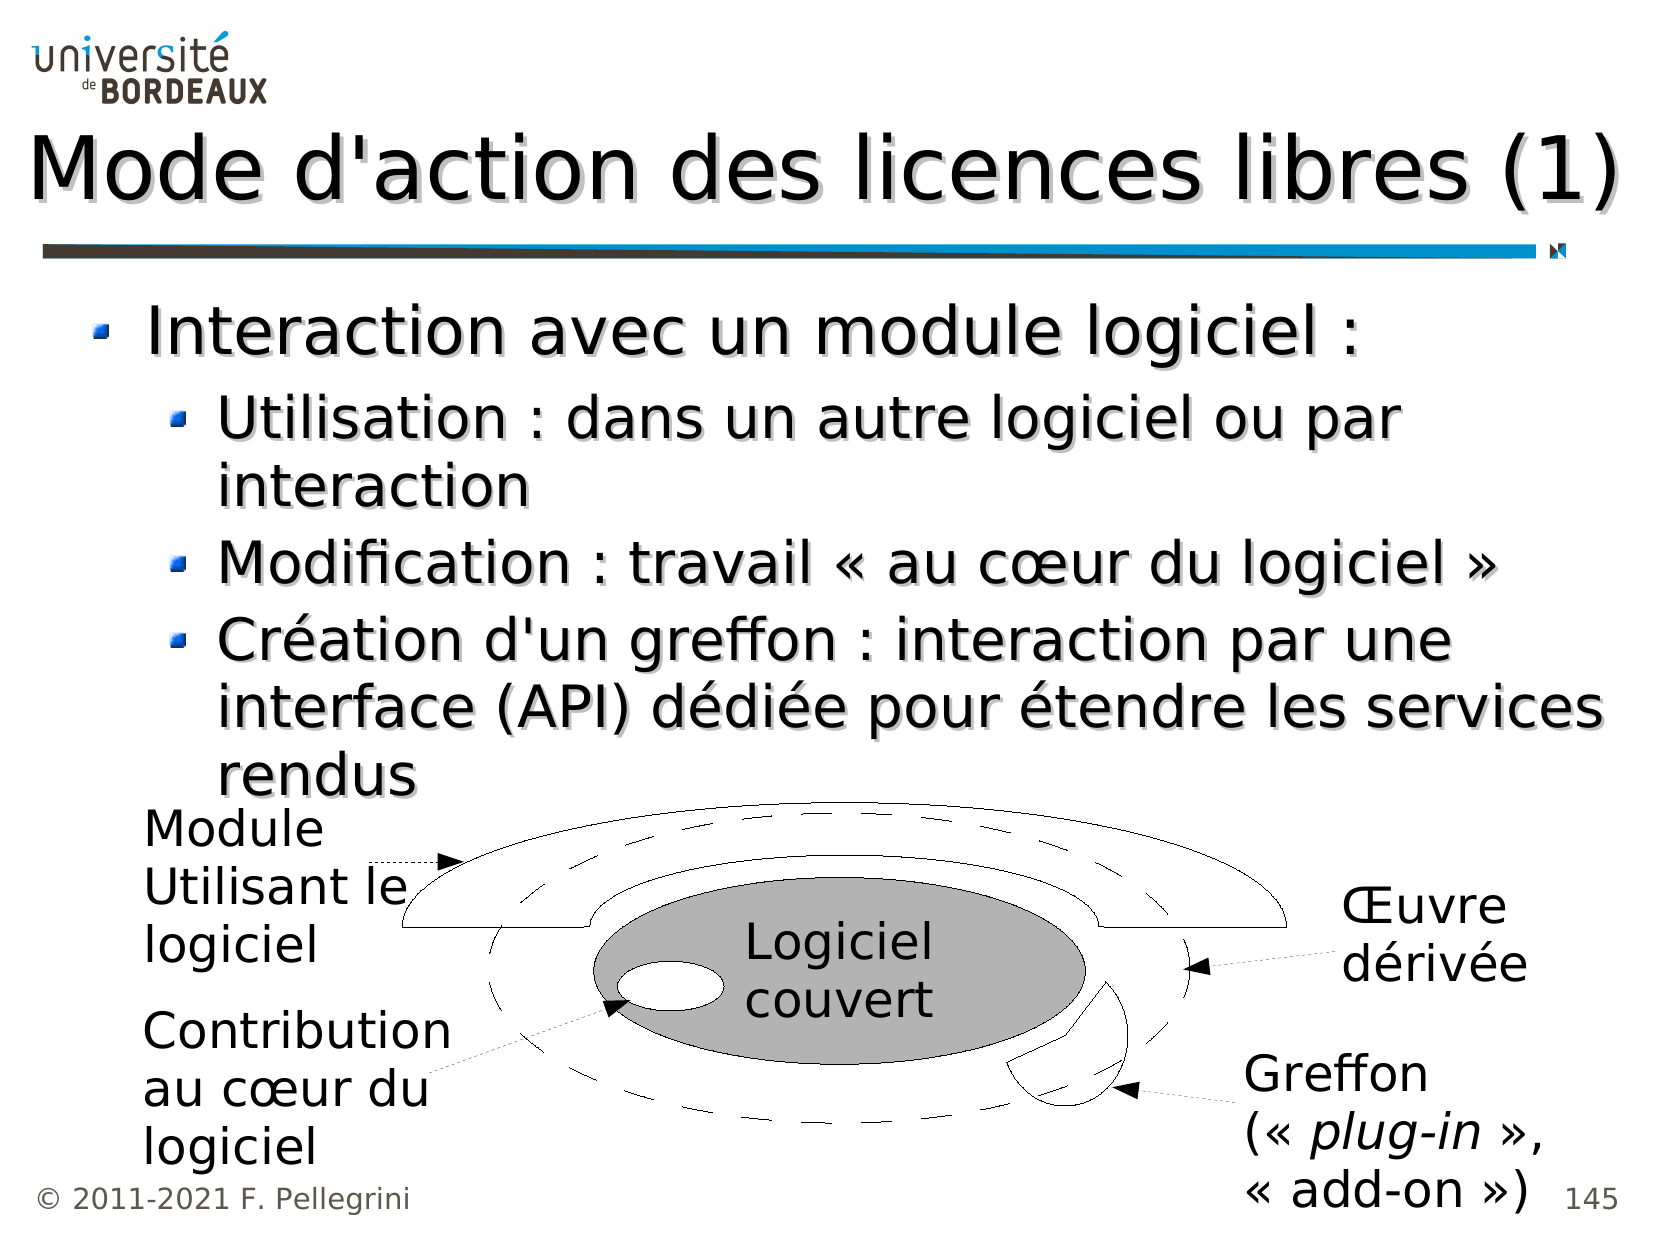 université
de BORDEAUX
Mode d'action des licences libres (1)
Interaction avec un module logiciel :
Utilisation : dans un autre logiciel ou par
interaction
Modification : travail « au cœur du logiciel »
Création d'un greffon : interaction par une
interface (API) dédiée pour étendre les services
rendus
Module
Utilisant le
logiciel
Contribution
au cœur du
logiciel
Logiciel
couvert
Œuvre
dérivée
Greffon
(« plug-in »,
« add-on »)
© 2011-2021 F. Pellegrini
145